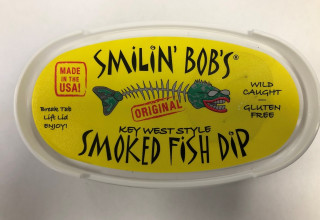 SMILIN' BOB'S®
MADE
IN THE
USA!
ORIGINAL
WILD
CAUGHT
—
GLUTEN
FREE
Break Tab
Lift Lid
ENJOY!
KEY WEST STYLE
SMOKED FISH DIP